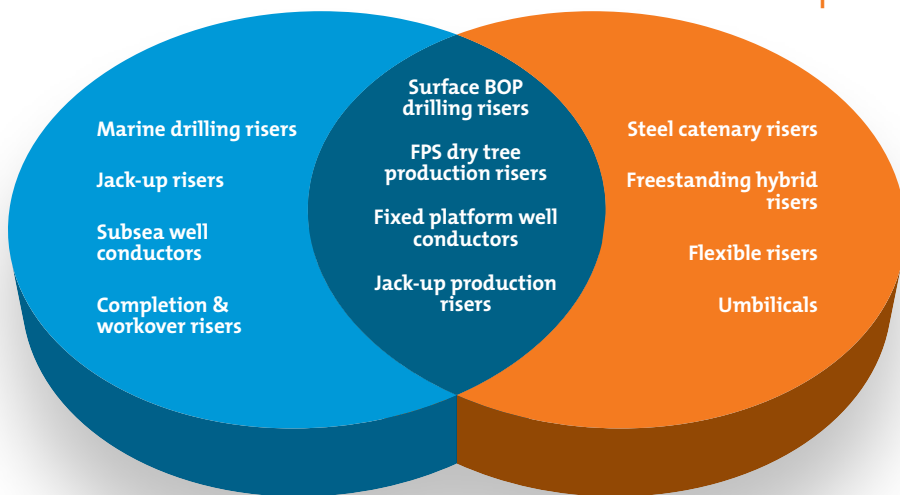 Marine drilling risers
Jack-up risers
Subsea well
conductors
Completion &
workover risers
Surface BOP
drilling risers
FPS dry tree
production risers
Fixed platform well
conductors
Jack-up production
risers
Steel catenary risers
Freestanding hybrid
risers
Flexible risers
Umbilicals